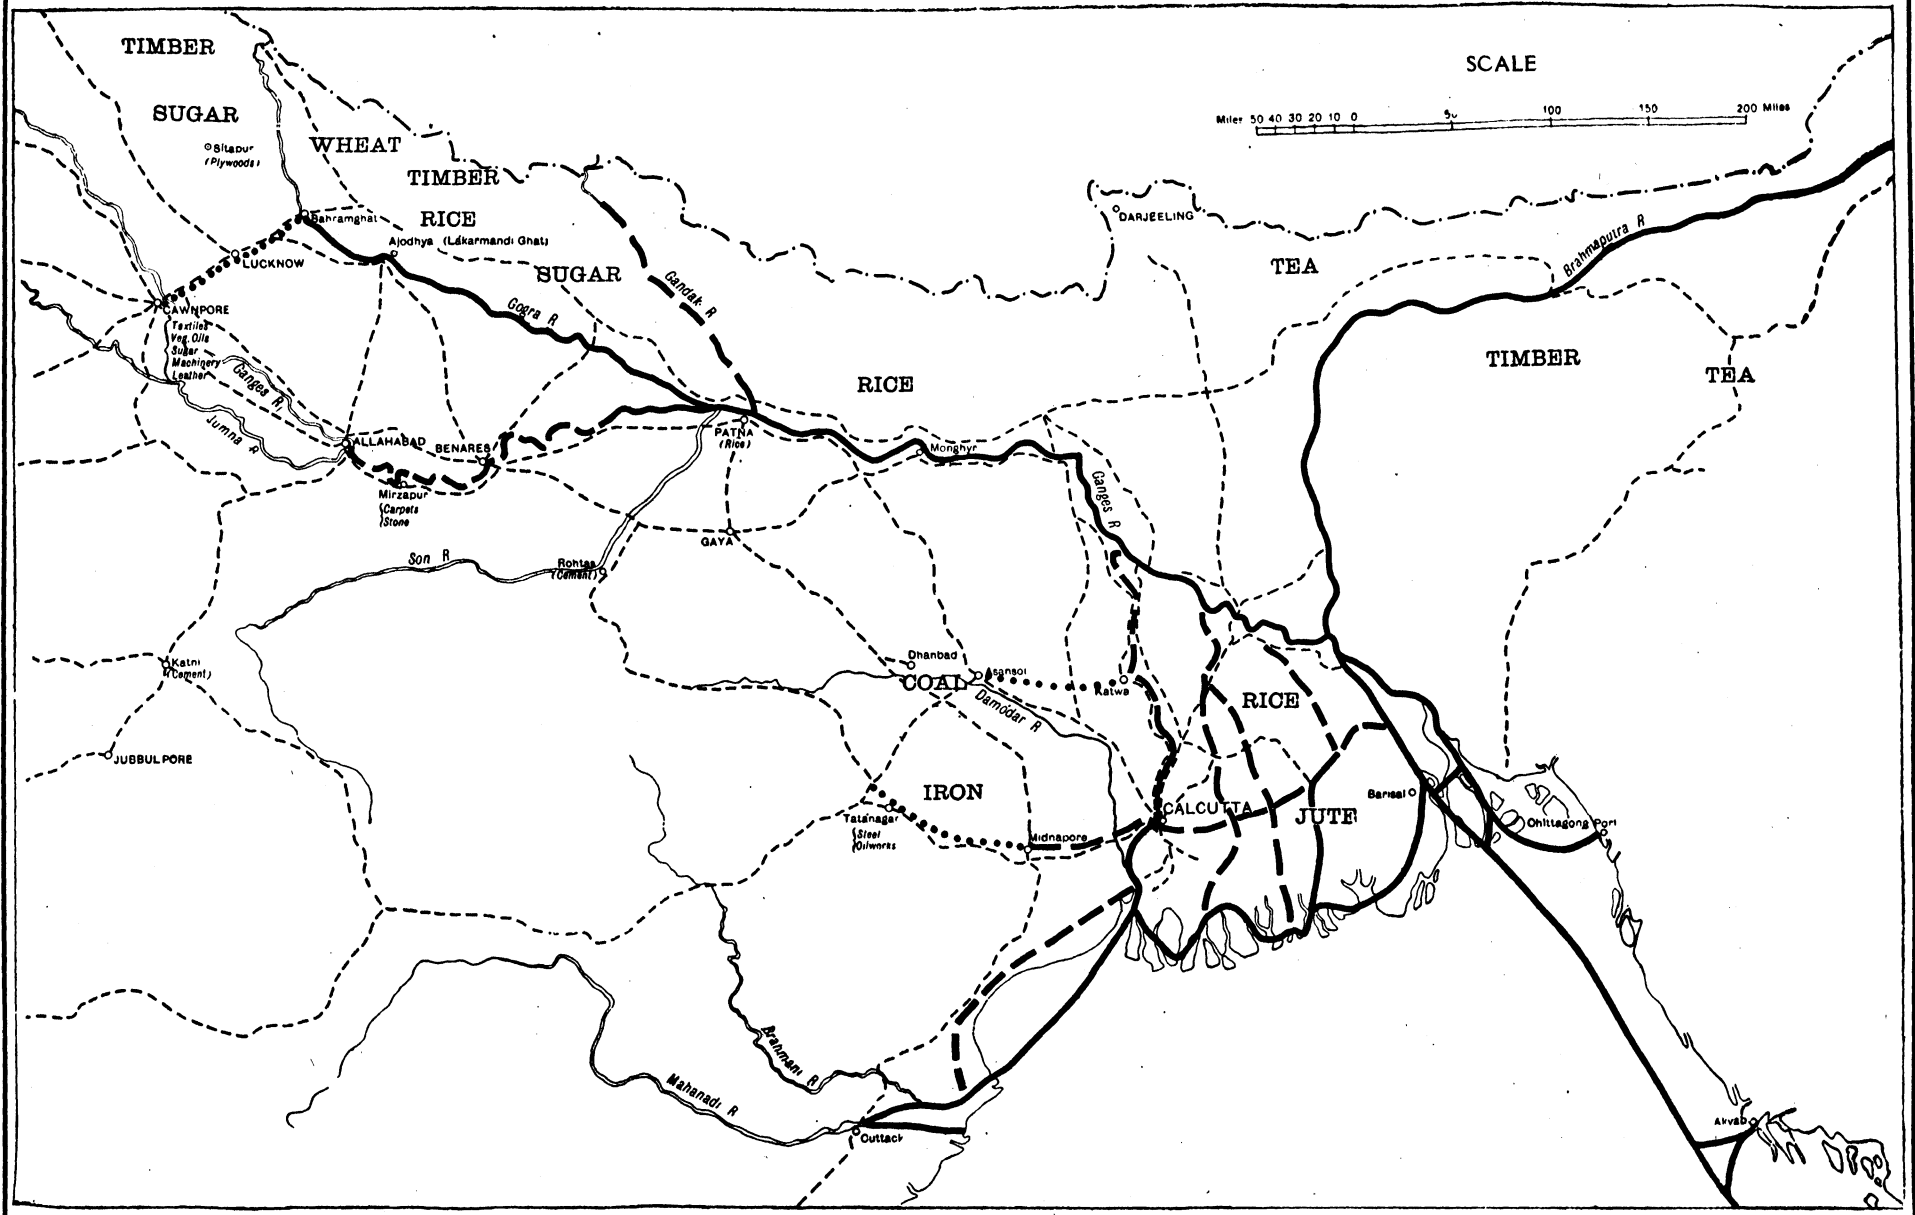 TIMBER
SCALE
Miles 50 40 30 20 10 0 50 100 150 200 Miles
SUGAR
Sitapur
(Plywoods)
WHEAT
TIMBER
RICE
Bahramghat
Ajodhya (Lakarmandi Ghat)
DARJEELING
Brahmaputra R
LUCKNOW
SUGAR
TEA
Gandak R
CAWNPORE
Textiles
Veg. Oils
Sugar
Machinery
Leather
Gogra R
TIMBER
TEA
Ganges R
RICE
Jumna R
ALLAHABAD
BENARES
PATNA
(Rice)
Monghyr
Mirzapur
Carpets
Stone
Ganges R
GAYA
Son R
Rohtas
(Cement)
Katni
(Cement)
Dhanbad
COAL
Asansol
Katwa
Damodar R
RICE
JUBBULPORE
IRON
Tatanagar
Steel
Oilworks
Midnapore
CALCUTTA
JUTE
Barisal
Chittagong Port
Brahmani R
Mahanadi R
Cuttack
Akyab